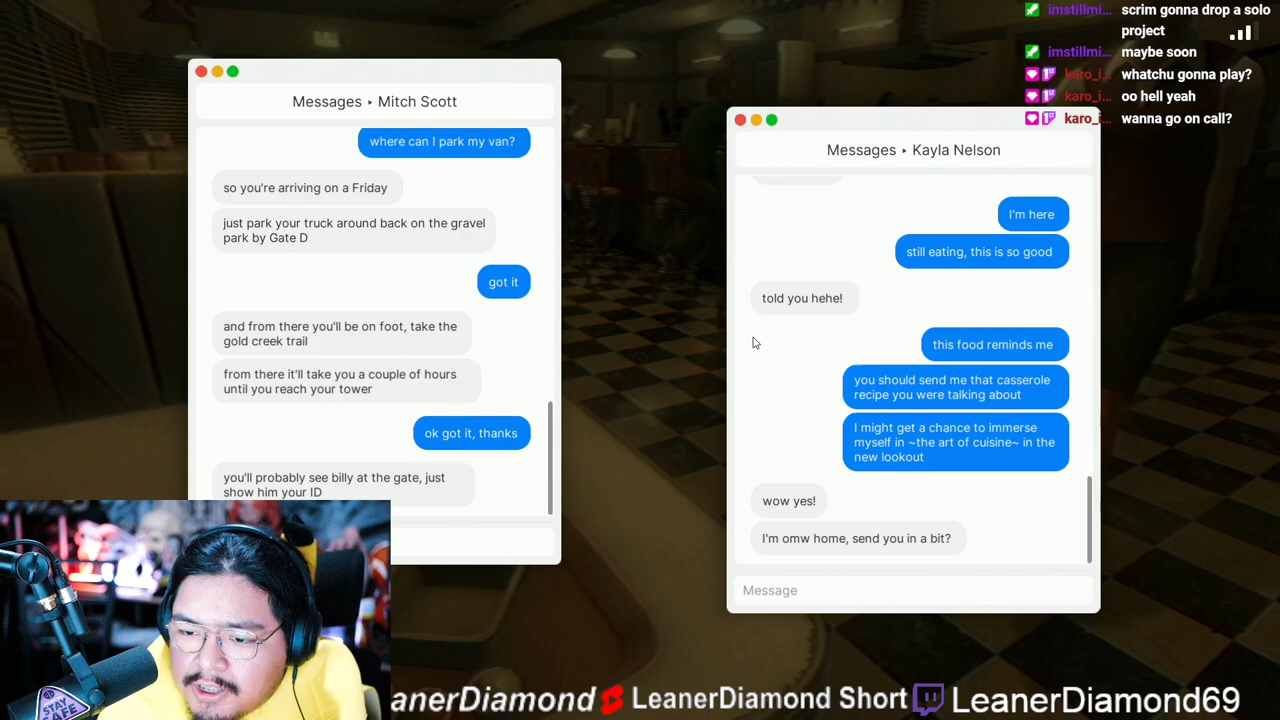 scrim gonna drop a solo
project
imstillmi...
maybe soon
karo_i...
whatchu gonna play?
karo_i...
oo hell yeah
karo_i...
wanna go on call?
Messages ▸ Mitch Scott
where can I park my van?
so you're arriving on a Friday
just park your truck around back on the gravel
park by Gate D
got it
and from there you'll be on foot, take the
gold creek trail
from there it'll take you a couple of hours
until you reach your tower
ok got it, thanks
you'll probably see billy at the gate, just
show him your ID
Messages ▸ Kayla Nelson
I'm here
still eating, this is so good
told you hehe!
this food reminds me
you should send me that casserole
recipe you were talking about
I might get a chance to immerse
myself in ~the art of cuisine~ in the
new lookout
wow yes!
I'm omw home, send you in a bit?
Message
STAY
SAFE
anerDiamond
LeanerDiamond Short
LeanerDiamond69